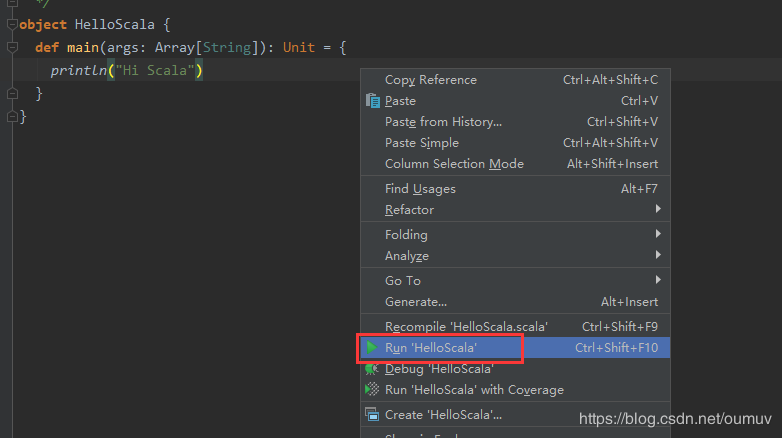 */
object HelloScala {
def main(args: Array[String]): Unit = {
println("Hi Scala")
}
}
Copy Reference Ctrl+Alt+Shift+C
Paste Ctrl+V
Paste from History... Ctrl+Shift+V
Paste Simple Ctrl+Alt+Shift+V
Column Selection Mode Alt+Shift+Insert
Find Usages Alt+F7
Refactor
Folding
Analyze
Go To
Generate... Alt+Insert
Recompile 'HelloScala.scala' Ctrl+Shift+F9
Run 'HelloScala' Ctrl+Shift+F10
Debug 'HelloScala'
Run 'HelloScala' with Coverage
Create 'HelloScala'...
https://blog.csdn.net/oumuv